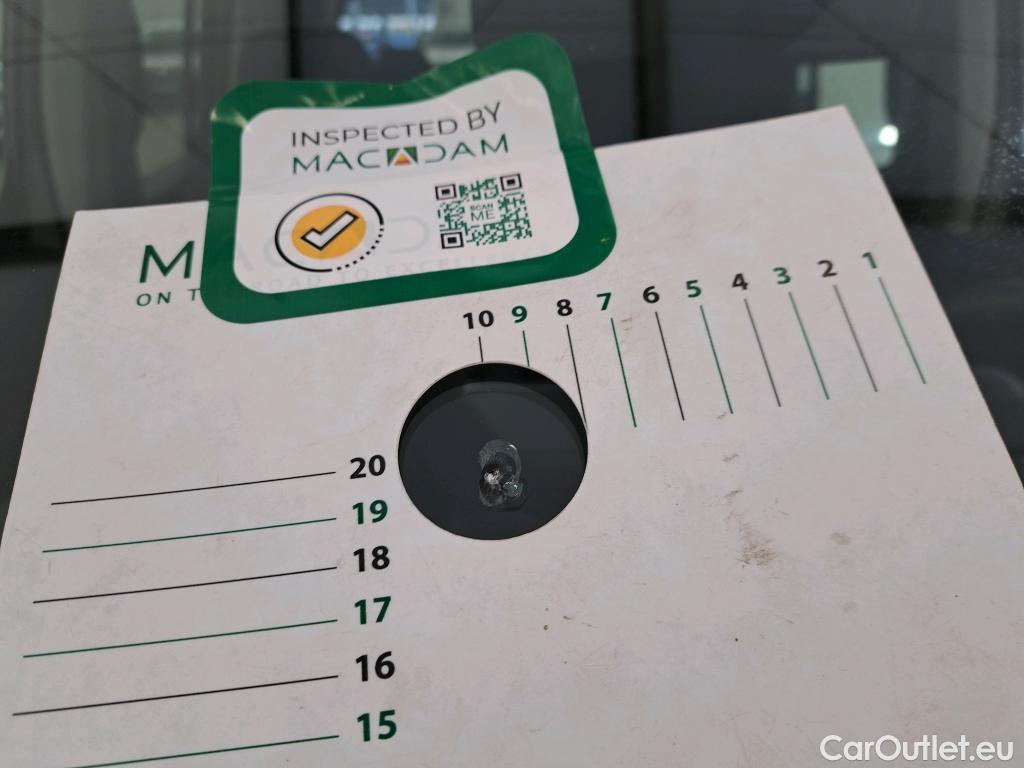 INSPECTED BY
MACADAM
SCAN
ME
M
ON T
10 9 8 7 6 5 4 3 2 1
20
19
18
17
16
15
CarOutlet.eu